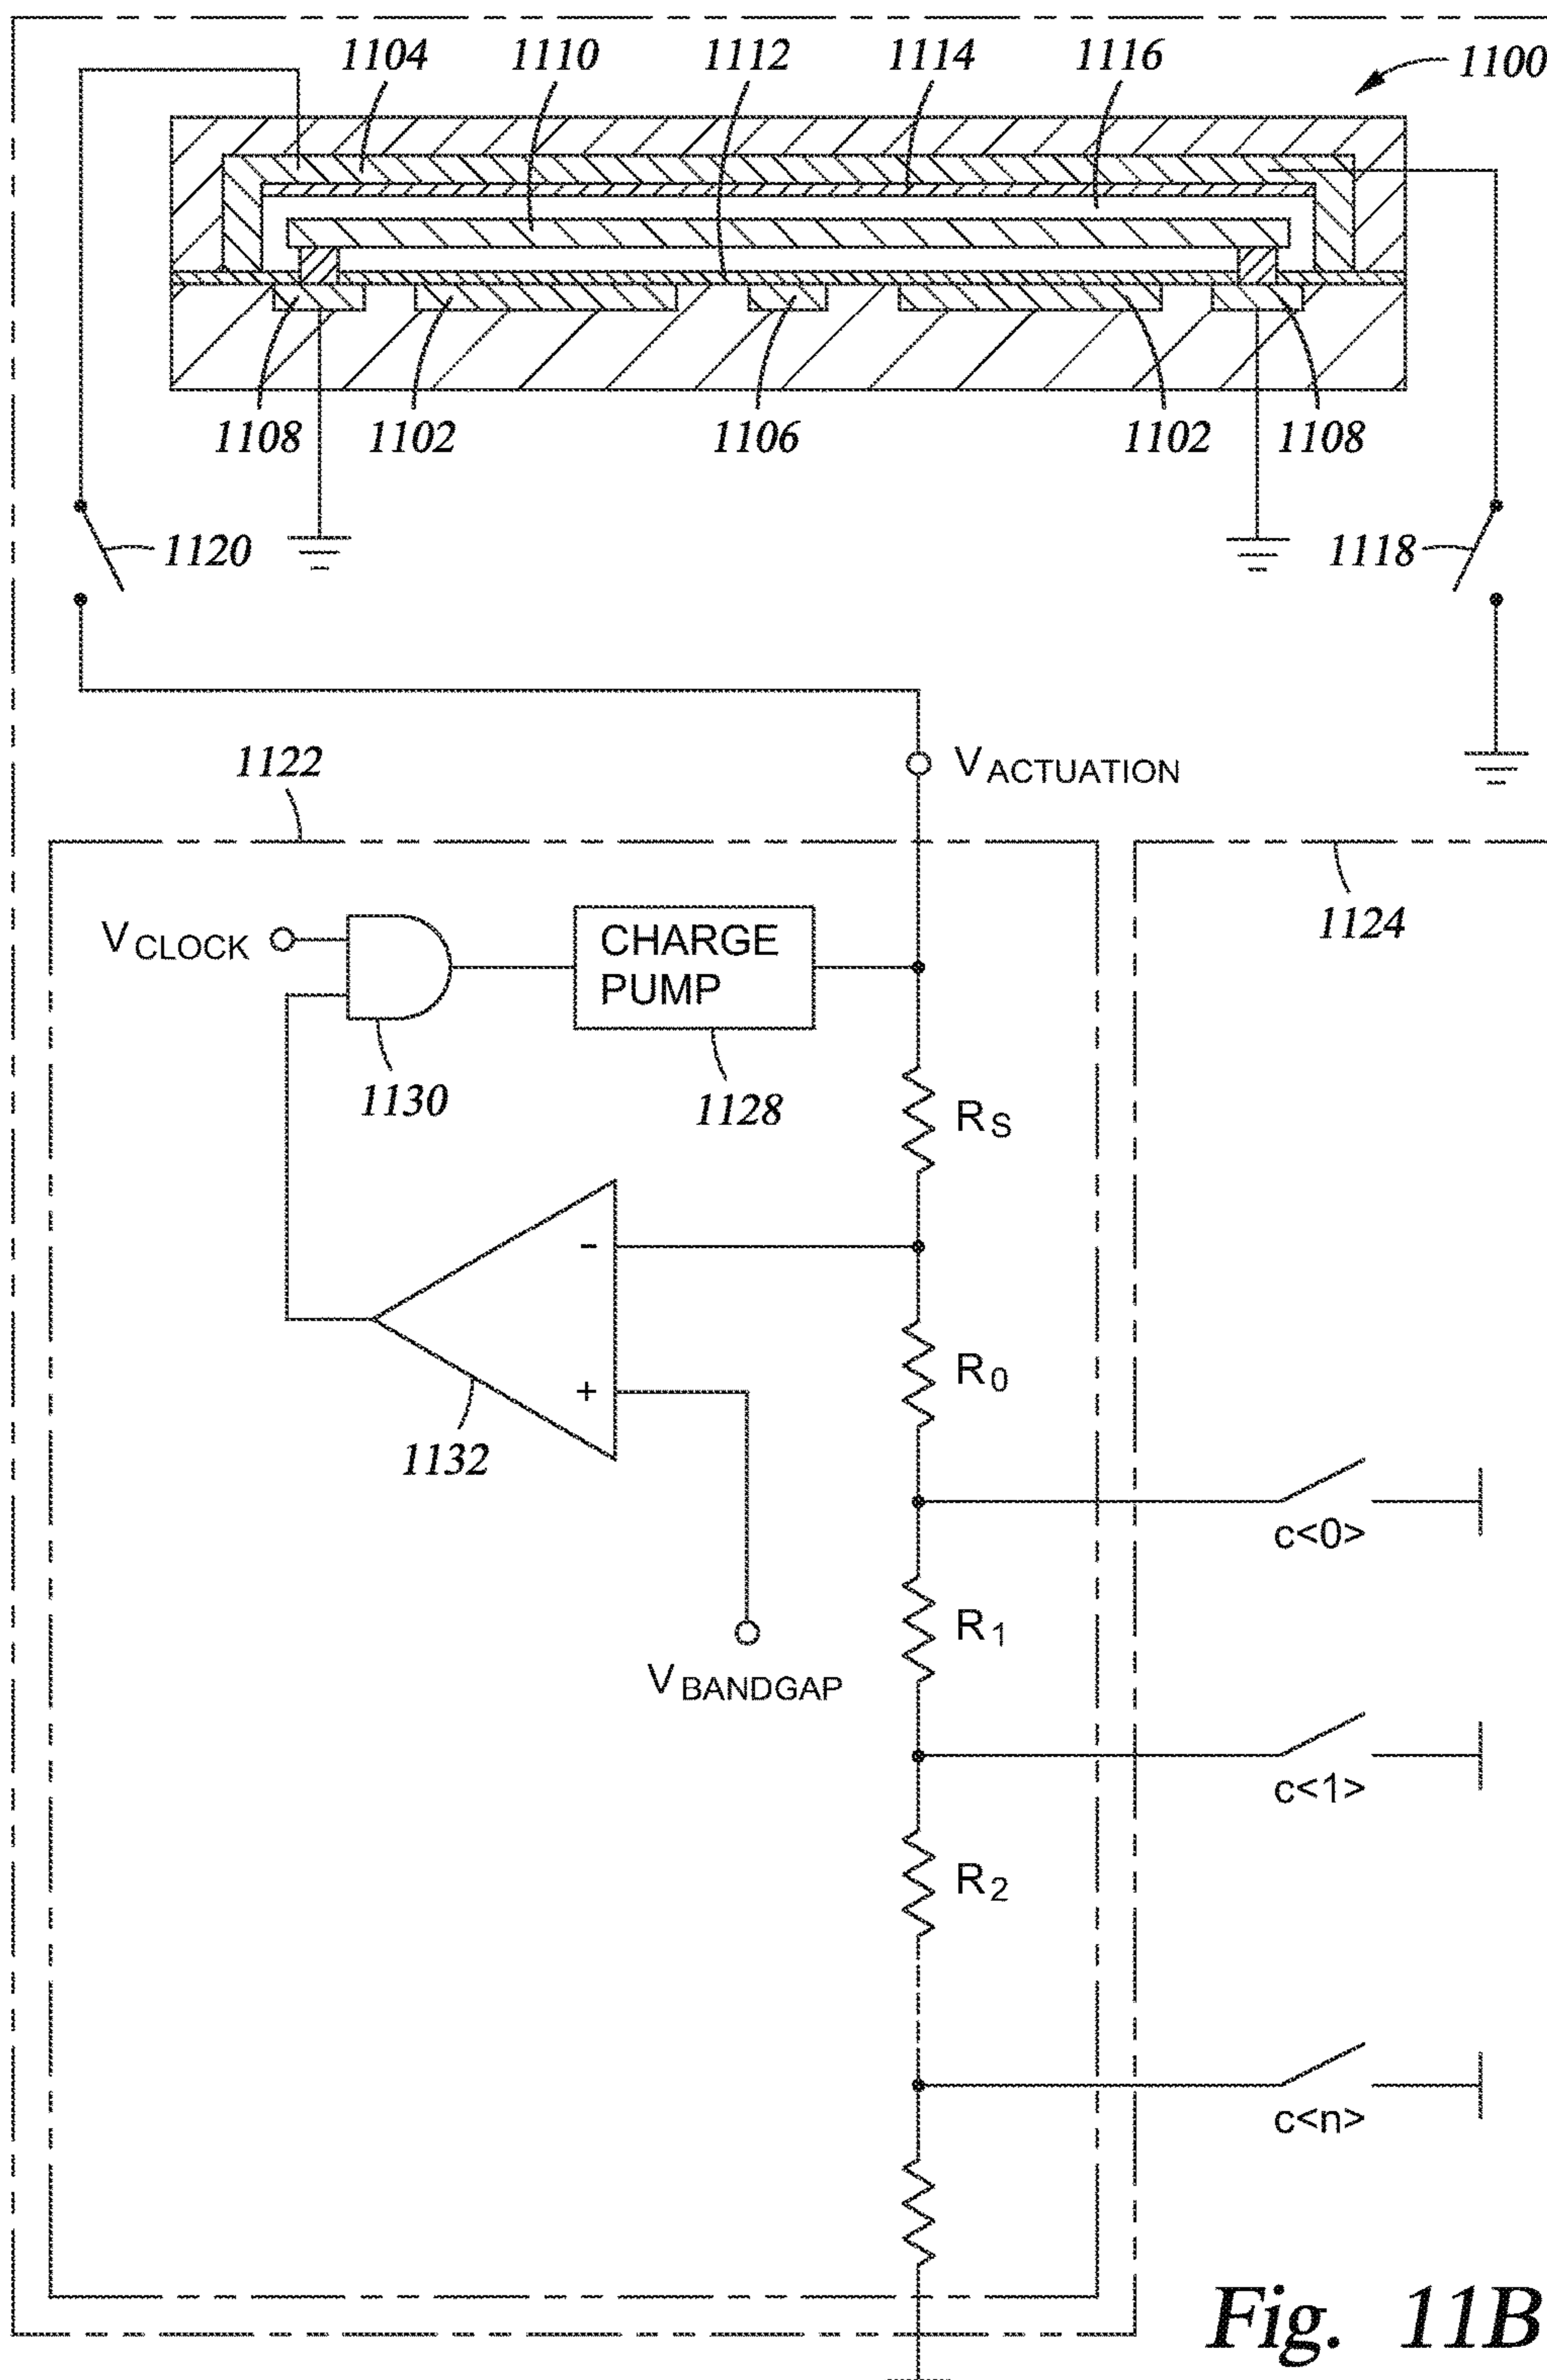 1104 1110 1112 1114 1116 1100
1108 1102 1106 1102 1108
1120 1118
1122 VACTUATION
1124
VCLOCK
CHARGE
PUMP
1130 1128 RS
-
R0
+
1132
c<0>
R1
VBANDGAP
c<1>
R2
c<n>
Fig. 11B